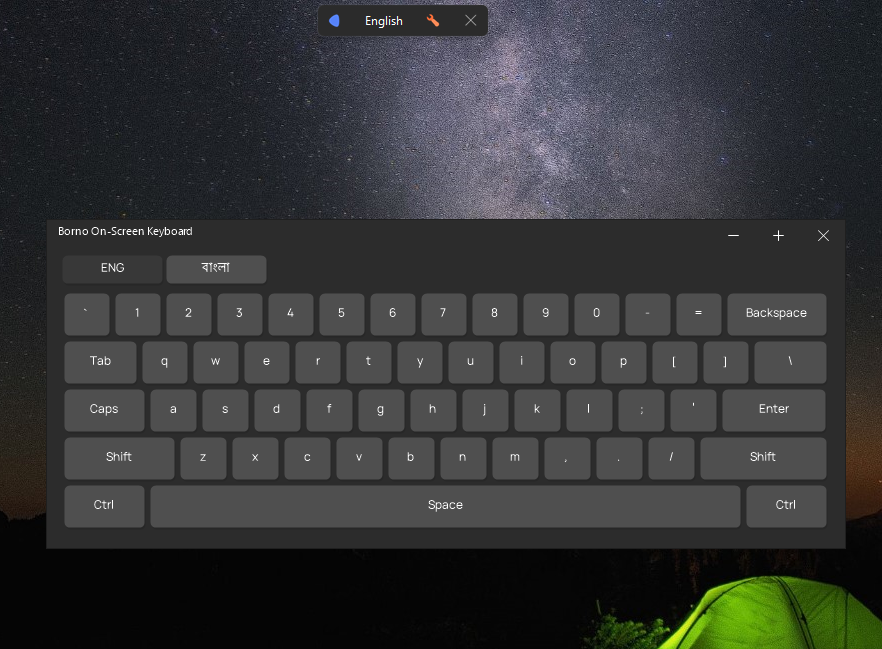 English
Borno On-Screen Keyboard
ENG বাংলা
` 1 2 3 4 5 6 7 8 9 0 - = Backspace
Tab q w e r t y u i o p [ ] \
Caps a s d f g h j k l ; ' Enter
Shift z x c v b n m , . / Shift
Ctrl Space Ctrl